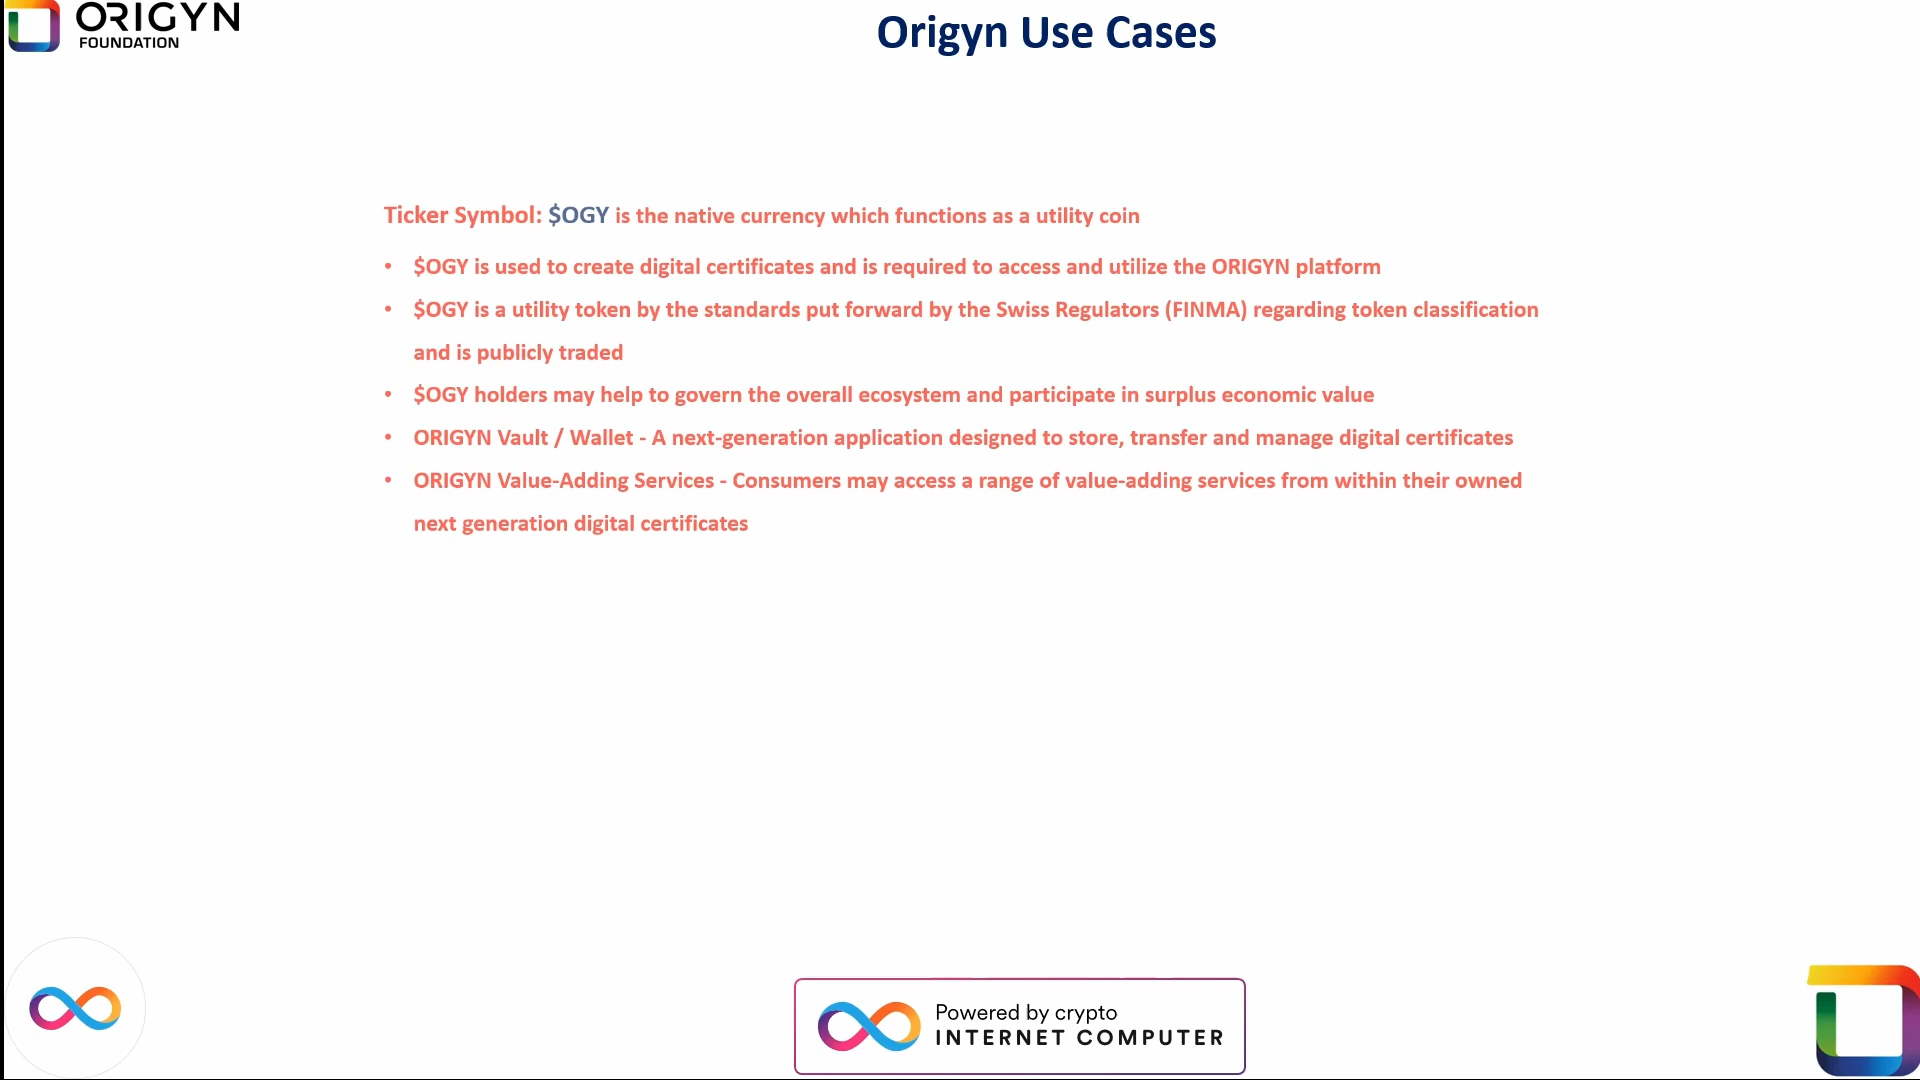 ORIGYN
FOUNDATION
Origyn Use Cases
Ticker Symbol: $OGY is the native currency which functions as a utility coin
• $OGY is used to create digital certificates and is required to access and utilize the ORIGYN platform
• $OGY is a utility token by the standards put forward by the Swiss Regulators (FINMA) regarding token classification
and is publicly traded
• $OGY holders may help to govern the overall ecosystem and participate in surplus economic value
• ORIGYN Vault / Wallet - A next-generation application designed to store, transfer and manage digital certificates
• ORIGYN Value-Adding Services - Consumers may access a range of value-adding services from within their owned
next generation digital certificates
Powered by crypto
INTERNET COMPUTER